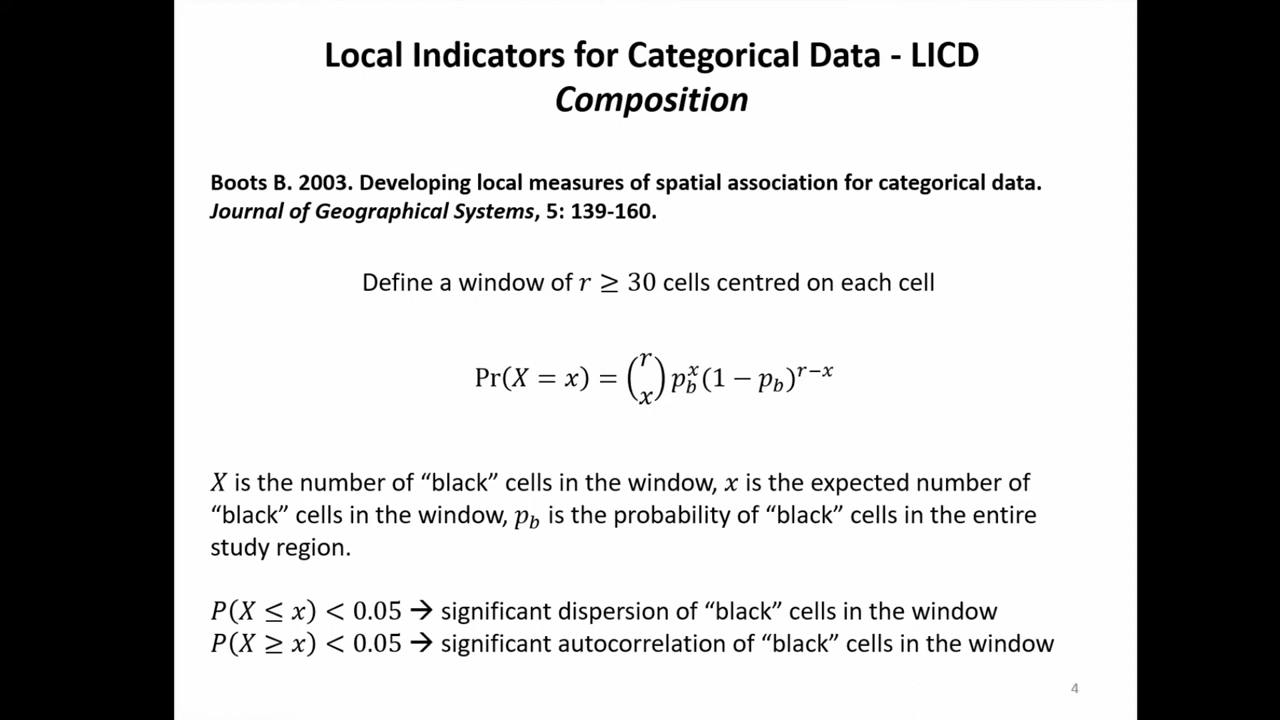 Local Indicators for Categorical Data - LICD
Composition
Boots B. 2003. Developing local measures of spatial association for categorical data.
Journal of Geographical Systems, 5: 139-160.
Define a window of r ≥ 30 cells centred on each cell
Pr(X = x) = (r x) p_b^x (1 − p_b)^{r−x}
X is the number of “black” cells in the window, x is the expected number of
“black” cells in the window, p_b is the probability of “black” cells in the entire
study region.
P(X ≤ x) < 0.05 → significant dispersion of “black” cells in the window
P(X ≥ x) < 0.05 → significant autocorrelation of “black” cells in the window
4